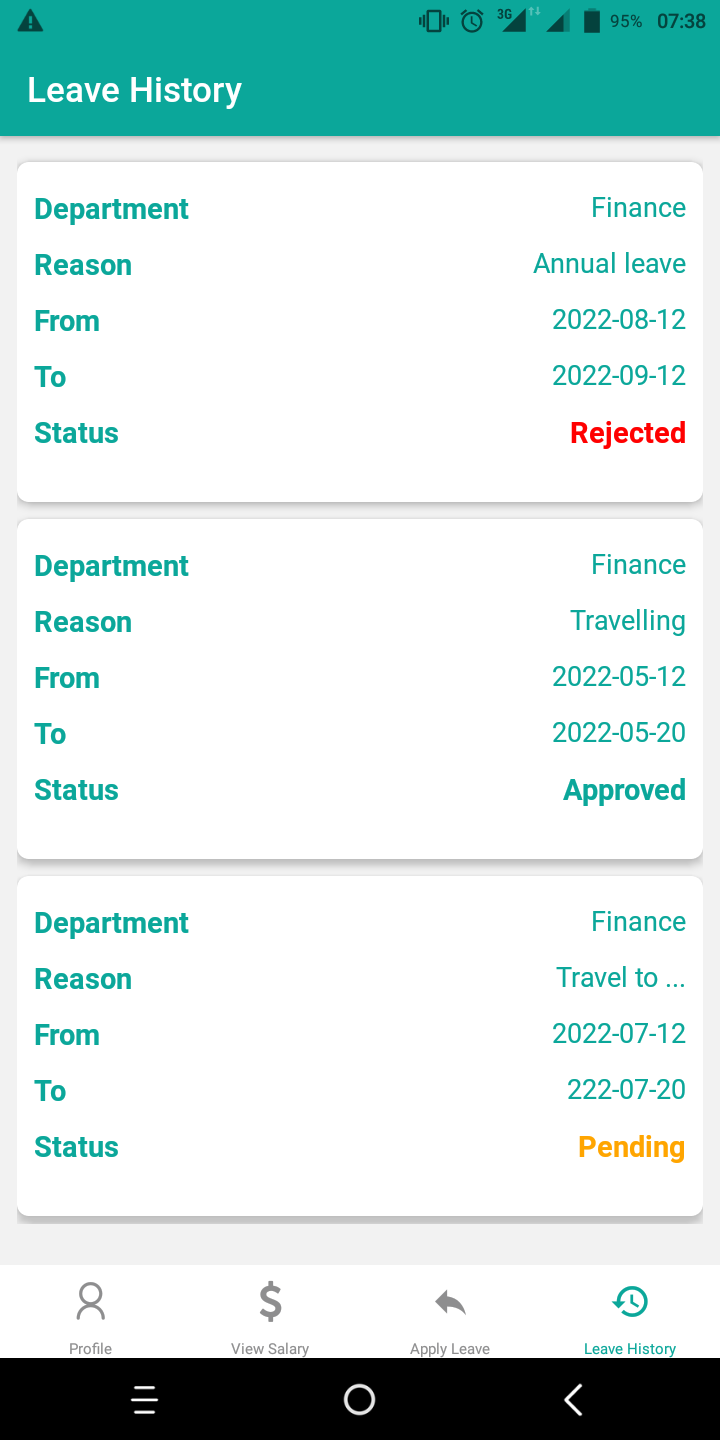 3G 95% 07:38
Leave History
Department Finance
Reason Annual leave
From 2022-08-12
To 2022-09-12
Status Rejected
Department Finance
Reason Travelling
From 2022-05-12
To 2022-05-20
Status Approved
Department Finance
Reason Travel to ...
From 2022-07-12
To 222-07-20
Status Pending
Profile View Salary Apply Leave Leave History